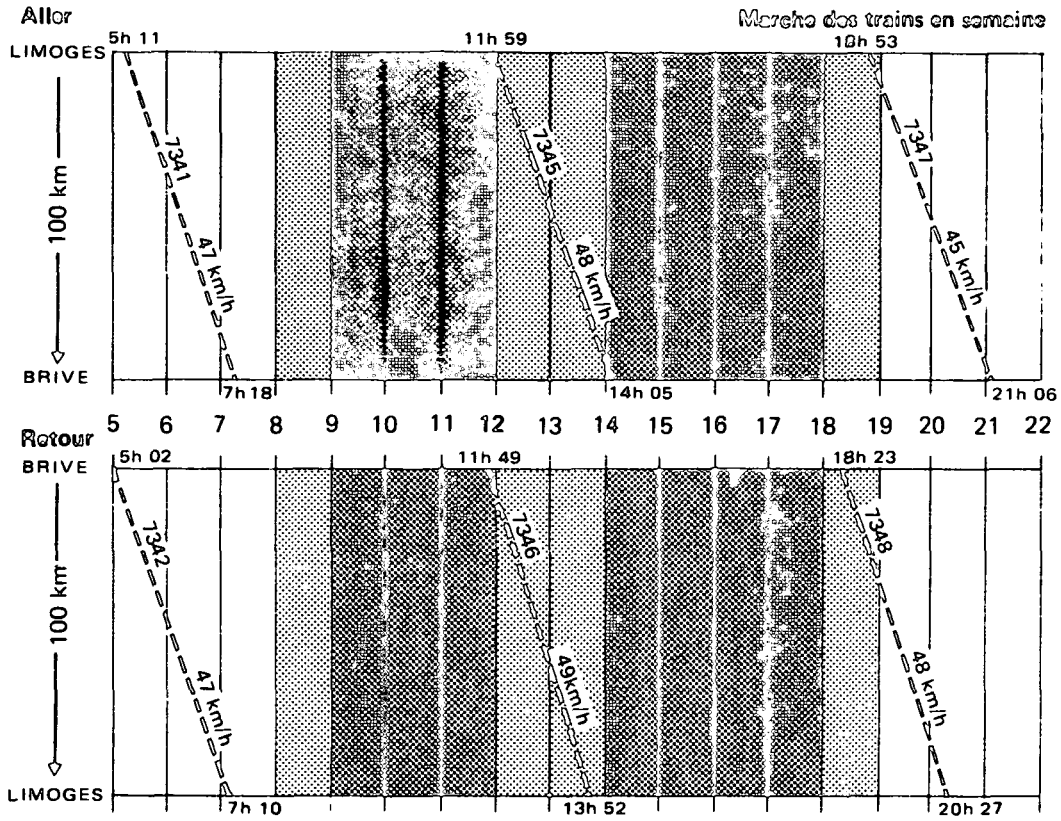 Aller
Marche des trains en semaine
5h 11
11h 59
18h 53
LIMOGES
7341
7345
7347
100 km
47 km/h
48 km/h
45 km/h
BRIVE
7h 18
14h 05
21h 06
5 6 7 8 9 10 11 12 13 14 15 16 17 18 19 20 21 22
Retour
5h 02
11h 49
18h 23
BRIVE
7342
7346
7348
100 km
47 km/h
49km/h
48 km/h
LIMOGES
7h 10
13h 52
20h 27